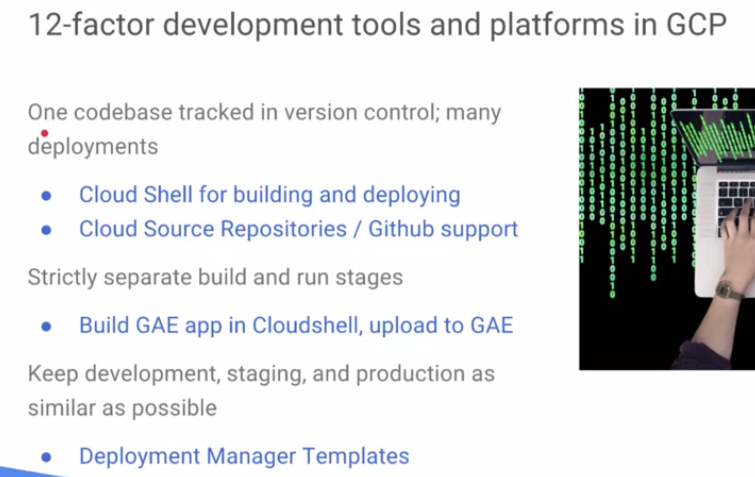 12-factor development tools and platforms in GCP
One codebase tracked in version control; many
deployments
● Cloud Shell for building and deploying
● Cloud Source Repositories / Github support
Strictly separate build and run stages
● Build GAE app in Cloudshell, upload to GAE
Keep development, staging, and production as
similar as possible
● Deployment Manager Templates